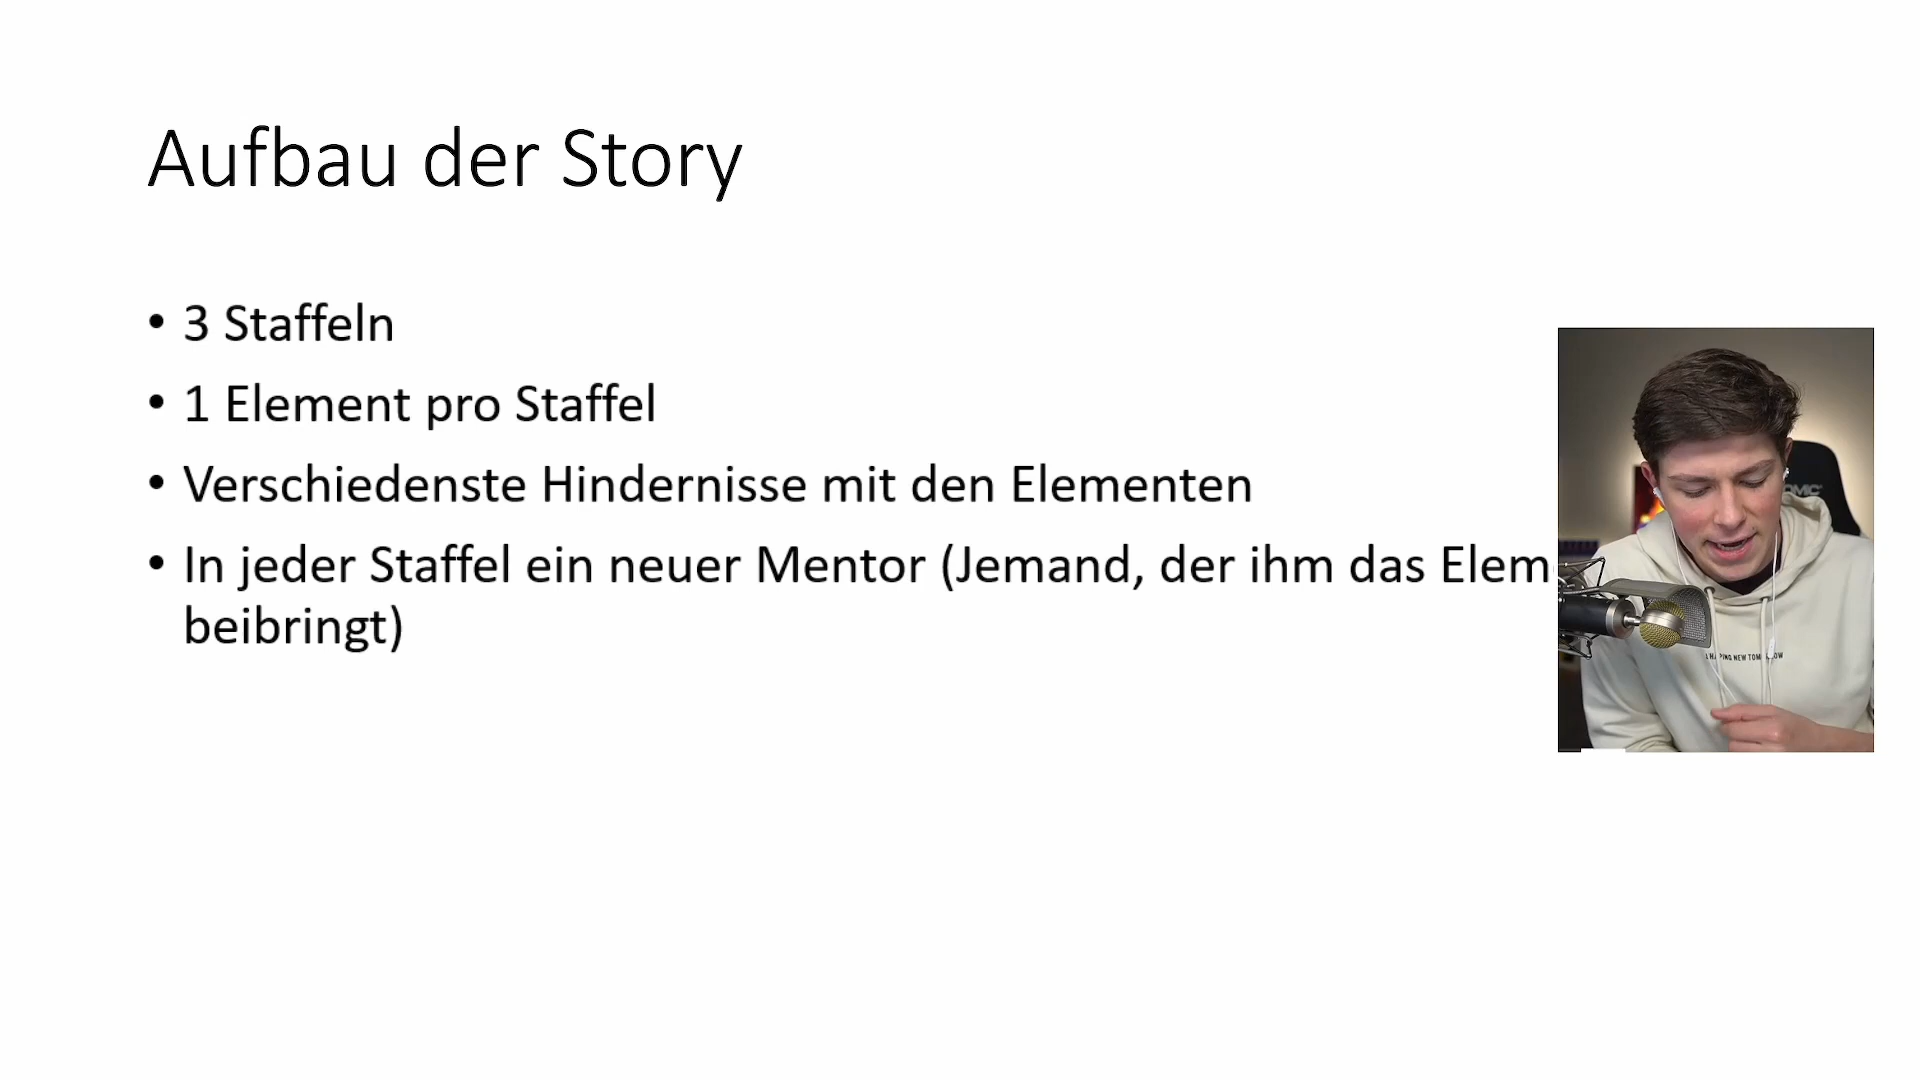 Aufbau der Story
• 3 Staffeln
• 1 Element pro Staffel
• Verschiedenste Hindernisse mit den Elementen
• In jeder Staffel ein neuer Mentor (Jemand, der ihm das Elem
beibringt)